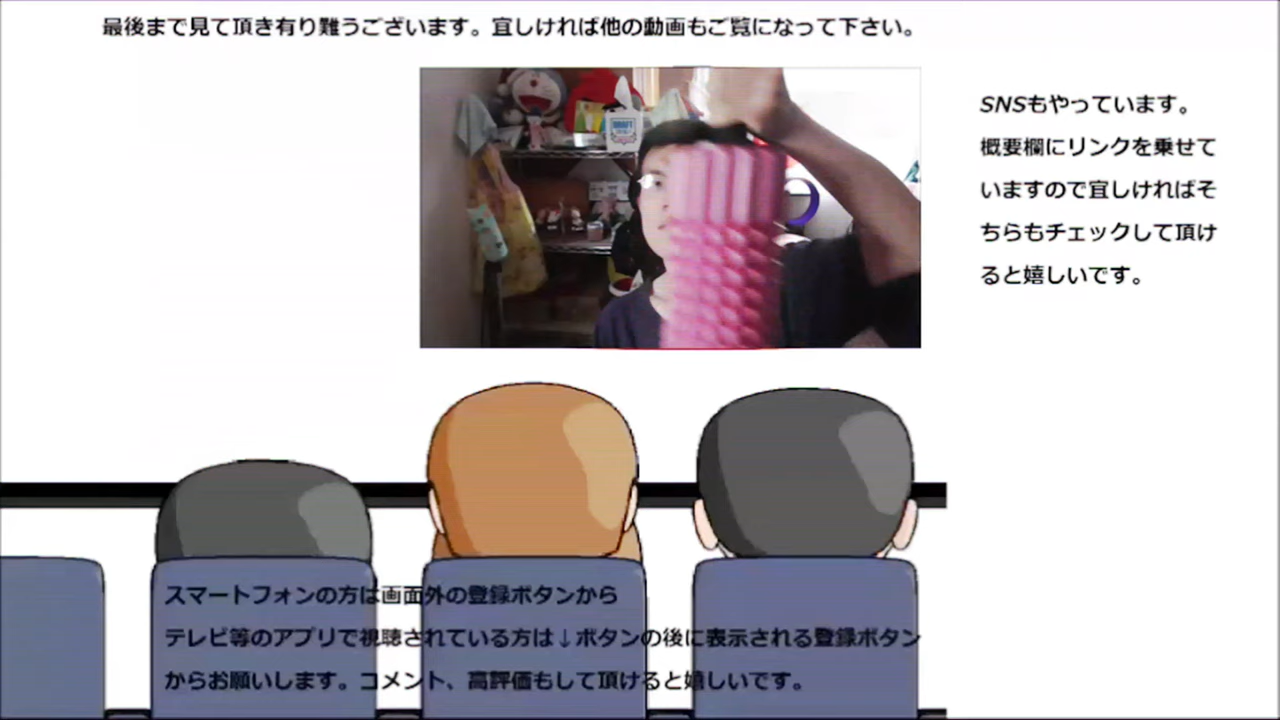 最後まで見て頂き有り難うございます。宜しければ他の動画もご覧になって下さい。
SNSもやっています。
概要欄にリンクを乗せて
いますので宜しければそ
ちらもチェックして頂け
ると嬉しいです。
スマートフォンの方は画面外の登録ボタンから
テレビ等のアプリで視聴されている方は↓ボタンの後に表示される登録ボタン
からお願いします。コメント、高評価もして頂けると嬉しいです。